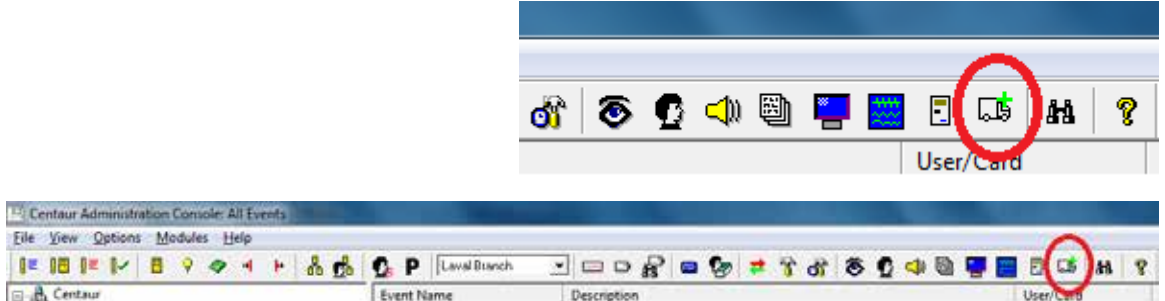 User/Card
Centaur Administration Console: All Events
File View Options Modules Help
P Laval Branch ?
Centaur Event Name Description User/Card